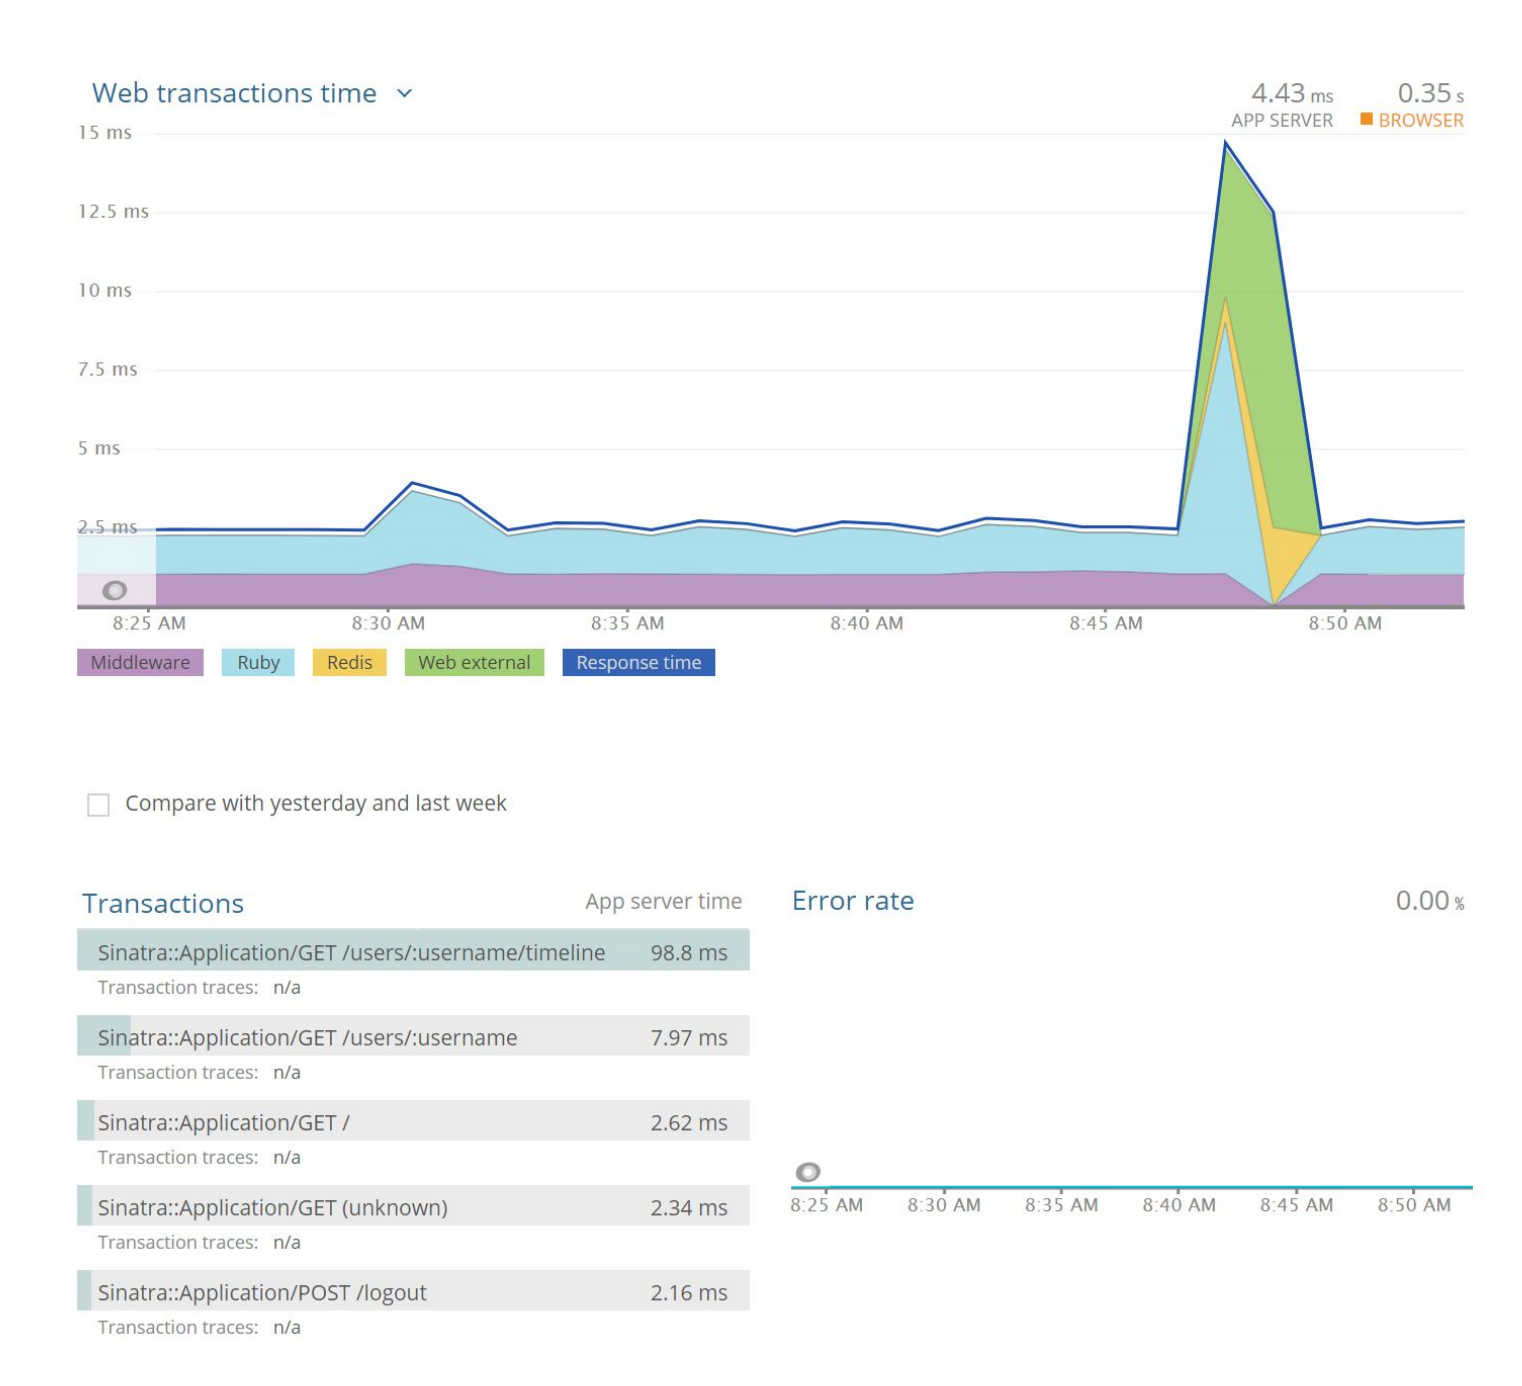 Web transactions time
4.43 ms
APP SERVER
0.35 s
BROWSER
15 ms
12.5 ms
10 ms
7.5 ms
5 ms
2.5 ms
8:25 AM 8:30 AM 8:35 AM 8:40 AM 8:45 AM 8:50 AM
Middleware Ruby Redis Web external Response time
Compare with yesterday and last week
Transactions App server time
Sinatra::Application/GET /users/:username/timeline 98.8 ms
Transaction traces: n/a
Sinatra::Application/GET /users/:username 7.97 ms
Transaction traces: n/a
Sinatra::Application/GET / 2.62 ms
Transaction traces: n/a
Sinatra::Application/GET (unknown) 2.34 ms
Transaction traces: n/a
Sinatra::Application/POST /logout 2.16 ms
Transaction traces: n/a
Error rate 0.00 %
8:25 AM 8:30 AM 8:35 AM 8:40 AM 8:45 AM 8:50 AM